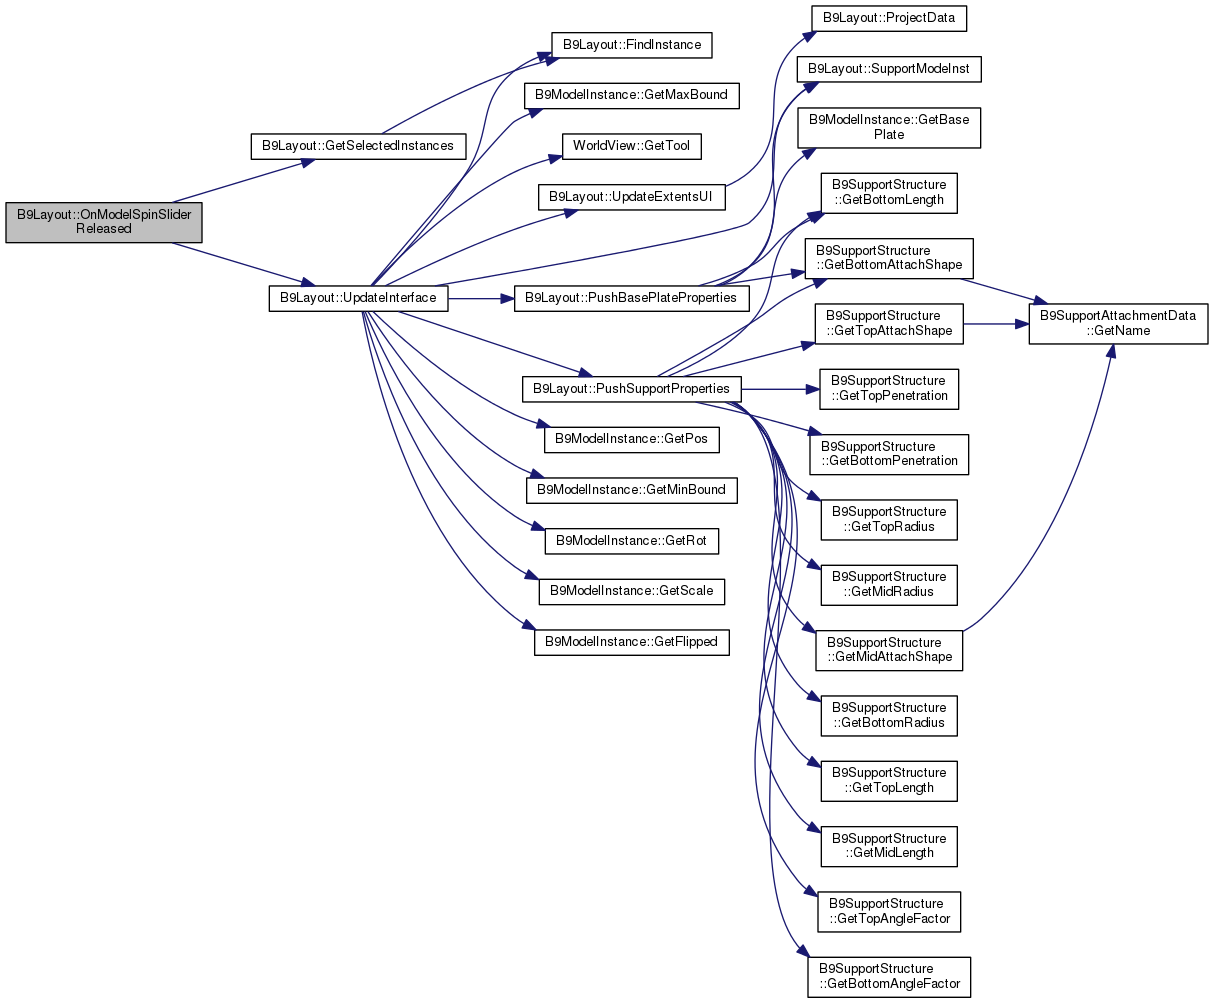 B9Layout::OnModelSpinSlider
Released
B9Layout::GetSelectedInstances
B9Layout::UpdateInterface
B9Layout::FindInstance
B9ModelInstance::GetMaxBound
WorldView::GetTool
B9Layout::UpdateExtentsUI
B9Layout::PushBasePlateProperties
B9Layout::PushSupportProperties
B9ModelInstance::GetPos
B9ModelInstance::GetMinBound
B9ModelInstance::GetRot
B9ModelInstance::GetScale
B9ModelInstance::GetFlipped
B9Layout::ProjectData
B9Layout::SupportModeInst
B9ModelInstance::GetBase
Plate
B9SupportStructure
::GetBottomLength
B9SupportStructure
::GetBottomAttachShape
B9SupportStructure
::GetTopAttachShape
B9SupportStructure
::GetTopPenetration
B9SupportStructure
::GetBottomPenetration
B9SupportStructure
::GetTopRadius
B9SupportStructure
::GetMidRadius
B9SupportStructure
::GetMidAttachShape
B9SupportStructure
::GetBottomRadius
B9SupportStructure
::GetTopLength
B9SupportStructure
::GetMidLength
B9SupportStructure
::GetTopAngleFactor
B9SupportStructure
::GetBottomAngleFactor
B9SupportAttachmentData
::GetName